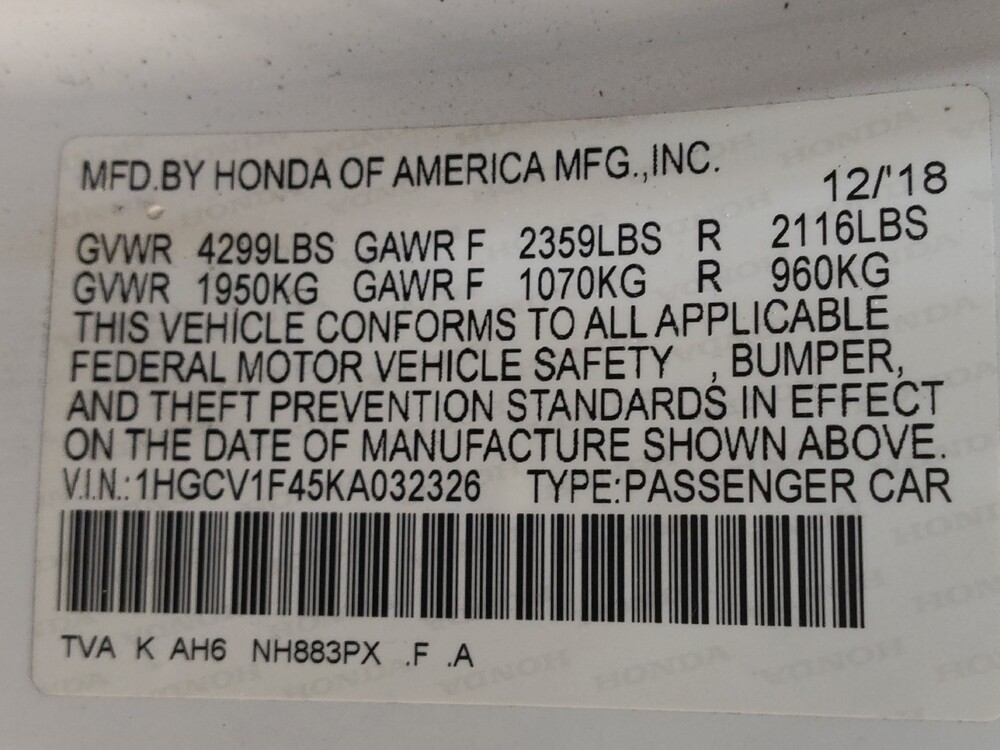 MFD.BY HONDA OF AMERICA MFG.,INC.
12/'18
GVWR 4299LBS GAWR F 2359LBS R 2116LBS
GVWR 1950KG GAWR F 1070KG R 960KG
THIS VEHICLE CONFORMS TO ALL APPLICABLE
FEDERAL MOTOR VEHICLE SAFETY , BUMPER,
AND THEFT PREVENTION STANDARDS IN EFFECT
ON THE DATE OF MANUFACTURE SHOWN ABOVE.
V.I.N.:1HGCV1F45KA032326 TYPE:PASSENGER CAR
TVA K AH6 NH883PX .F .A